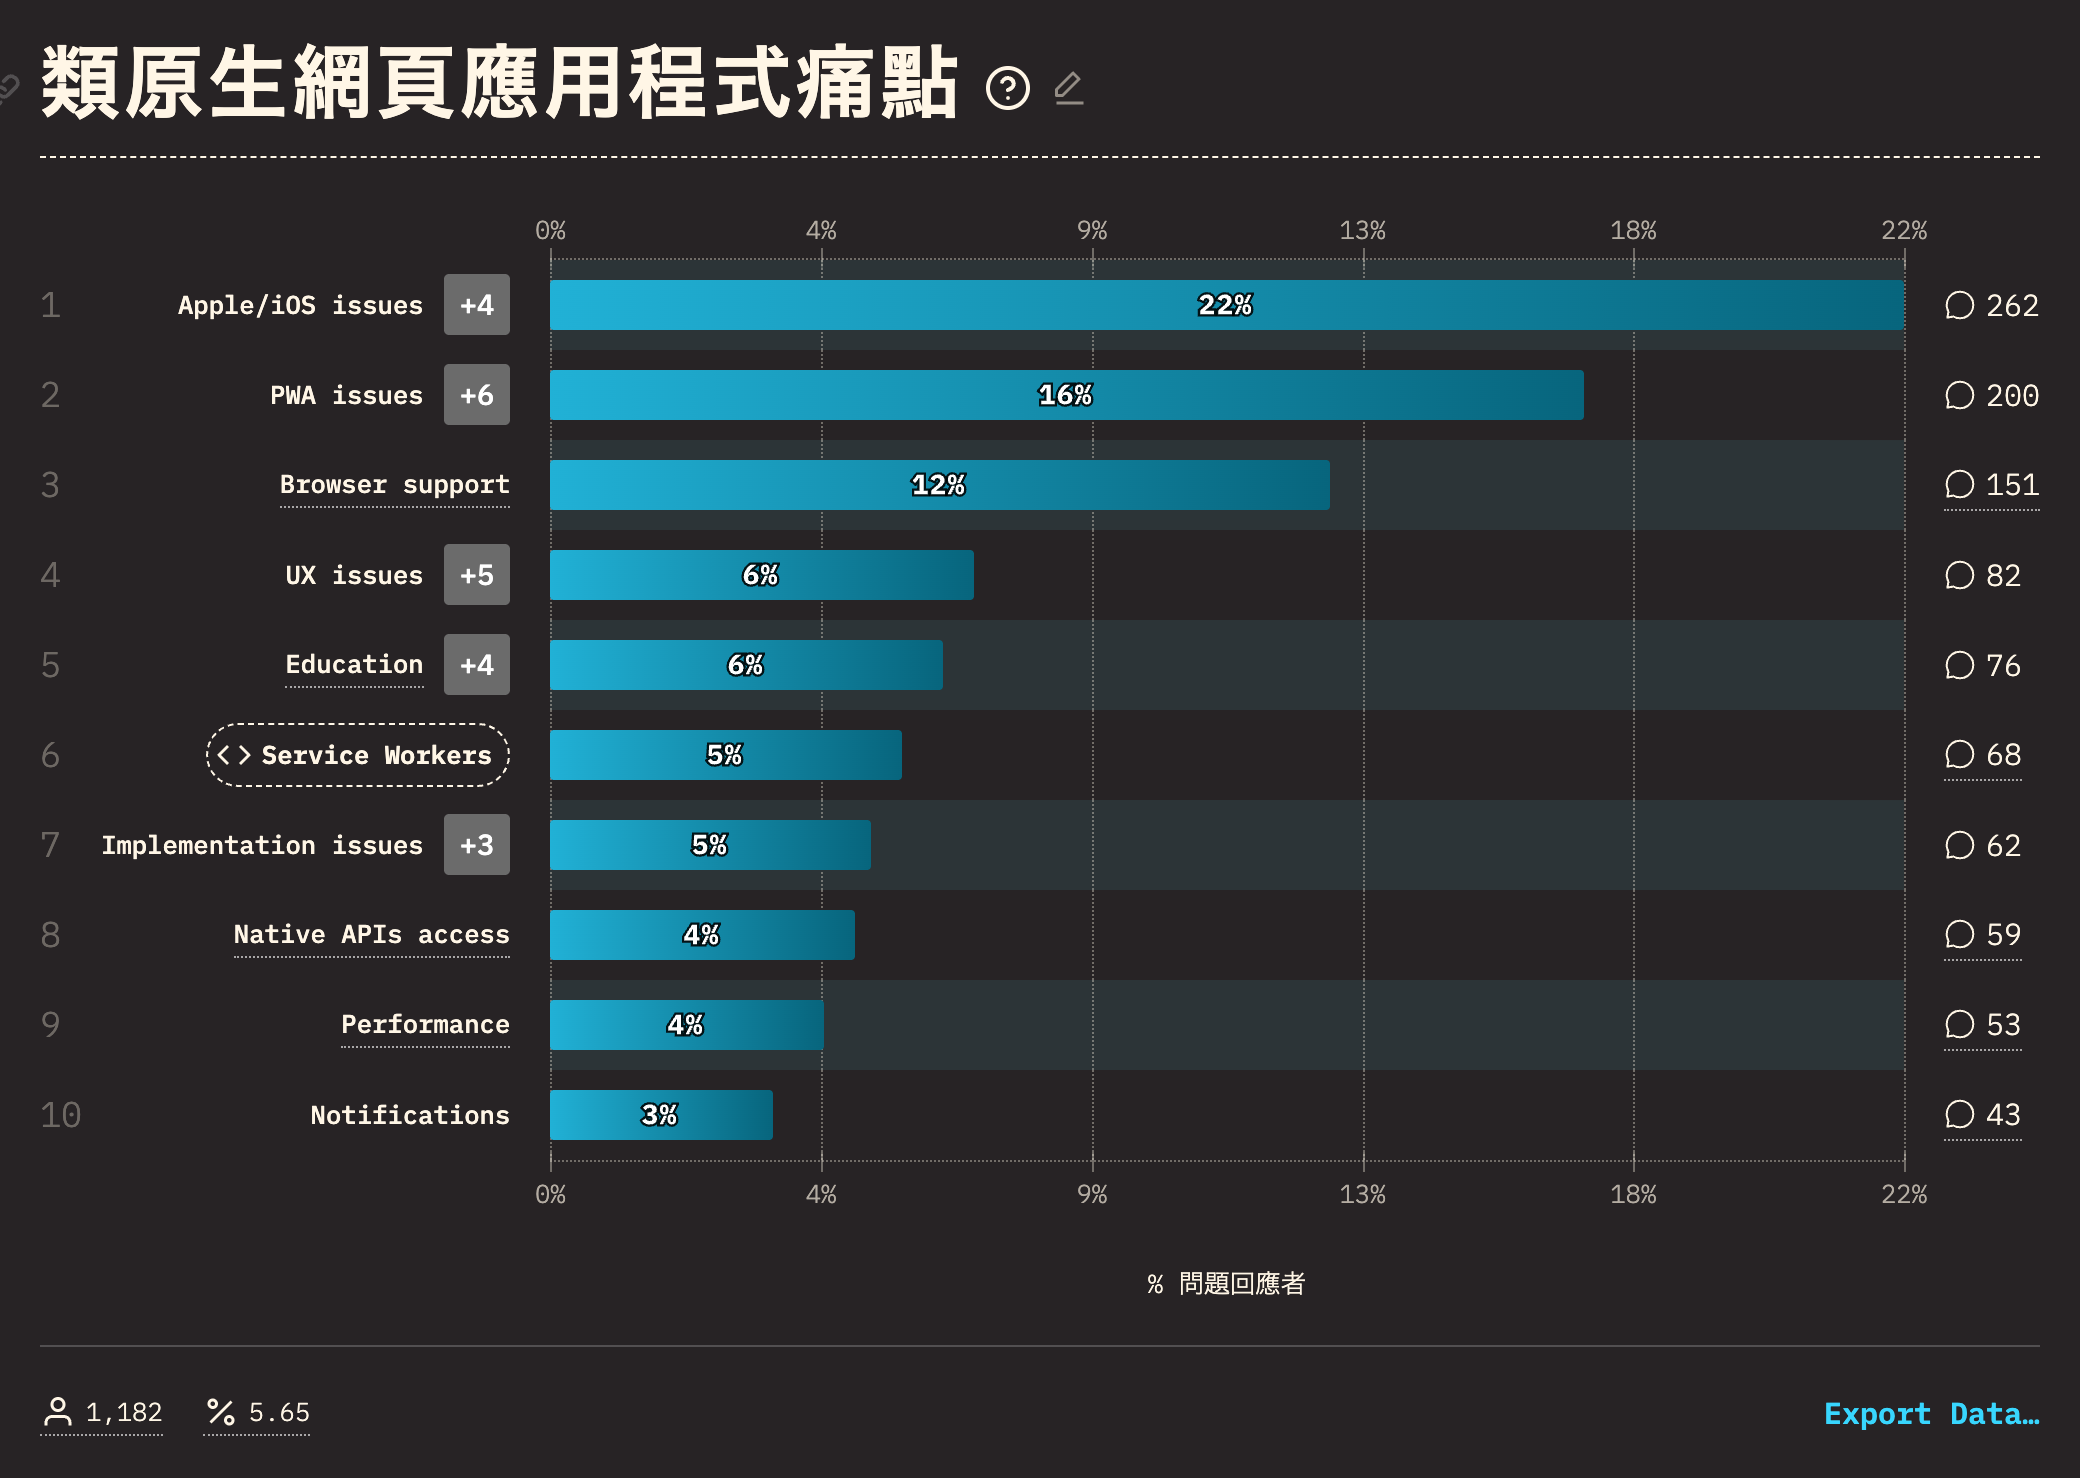 類原生網頁應用程式痛點
0% 4% 9% 13% 18% 22%
1 Apple/iOS issues +4 22% 262
2 PWA issues +6 16% 200
3 Browser support 12% 151
4 UX issues +5 6% 82
5 Education +4 6% 76
6 Service Workers 5% 68
7 Implementation issues +3 5% 62
8 Native APIs access 4% 59
9 Performance 4% 53
10 Notifications 3% 43
0% 4% 9% 13% 18% 22%
% 問題回應者
1,182 % 5.65 Export Data…